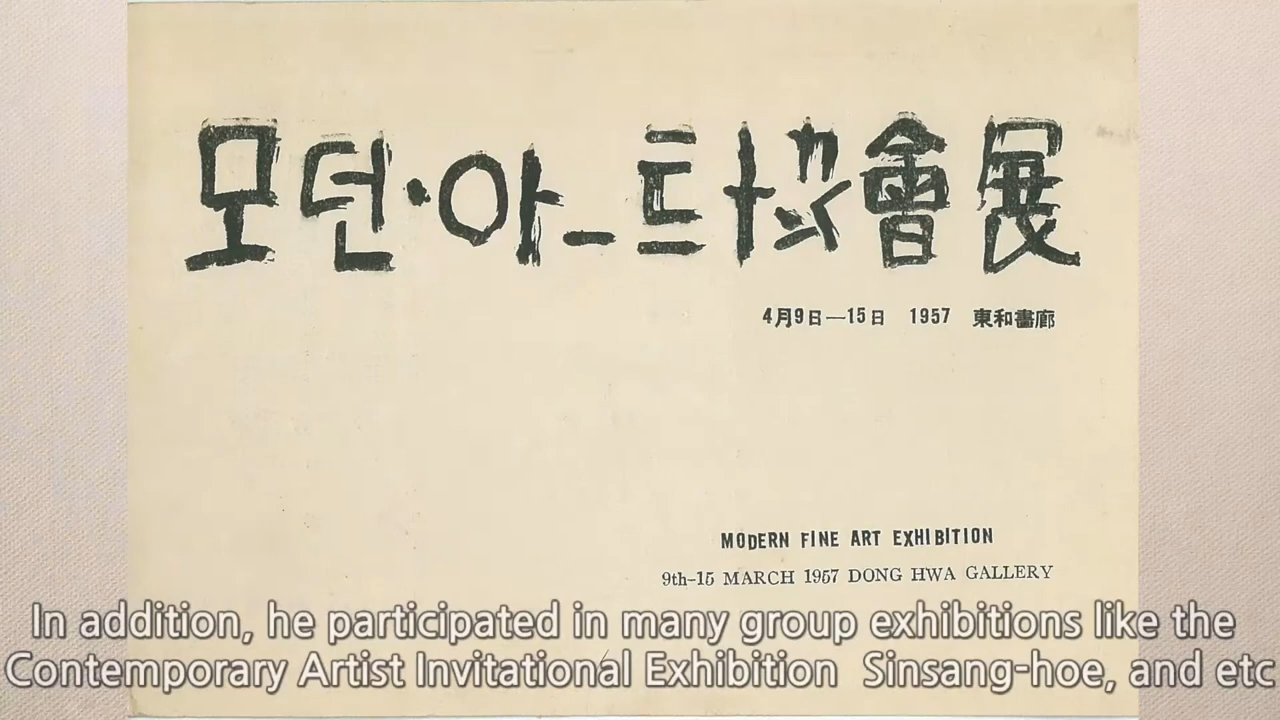 모던·아_트協會展
4月9日—15日 1957 東和畵廊
MODERN FINE ART EXHIBITION
9th-15 MARCH 1957 DONG HWA GALLERY
In addition, he participated in many group exhibitions like the
Contemporary Artist Invitational Exhibition Sinsang-hoe, and etc